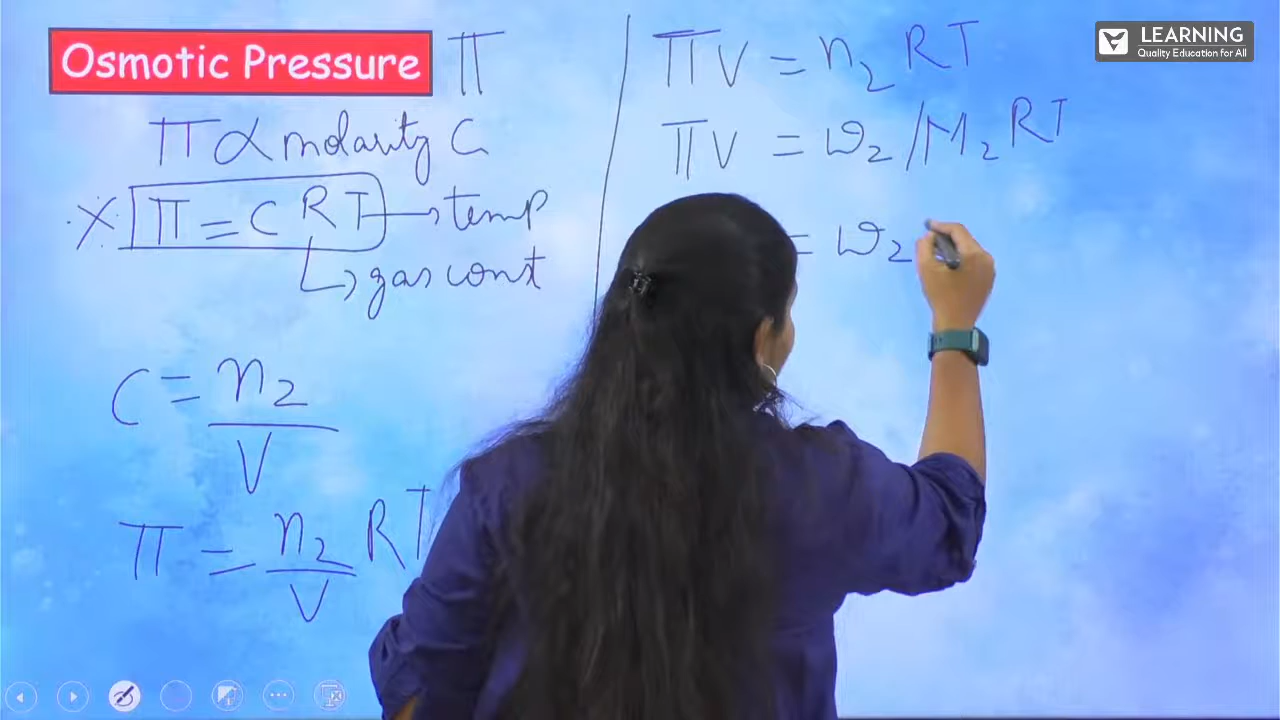 Osmotic Pressure π
π ∝ molarity C
π = C R T → temp
↳ gas const
C = n₂
V
π = n₂ R T
V
πV = n₂ RT
πV = w₂ / M₂ RT
= w₂
LEARNING
Quality Education for All